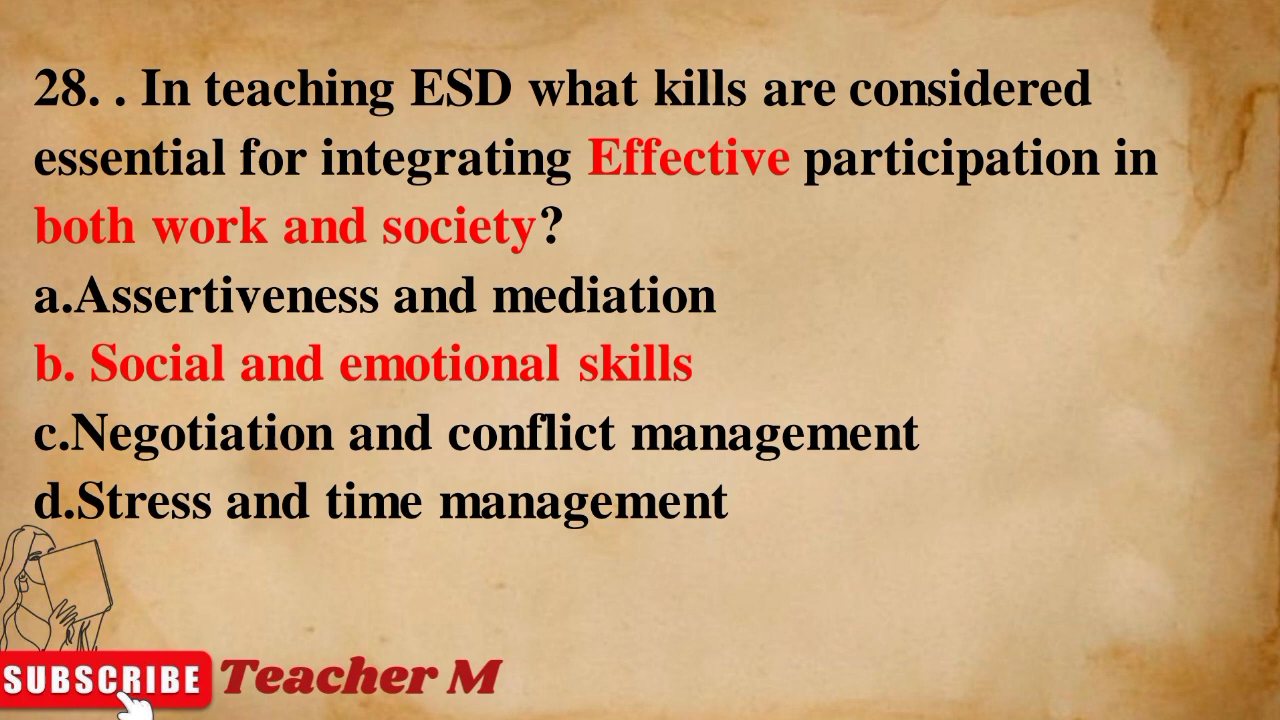 28. . In teaching ESD what kills are considered
essential for integrating Effective participation in
both work and society?
a.Assertiveness and mediation
b. Social and emotional skills
c.Negotiation and conflict management
d.Stress and time management
SUBSCRIBE Teacher M